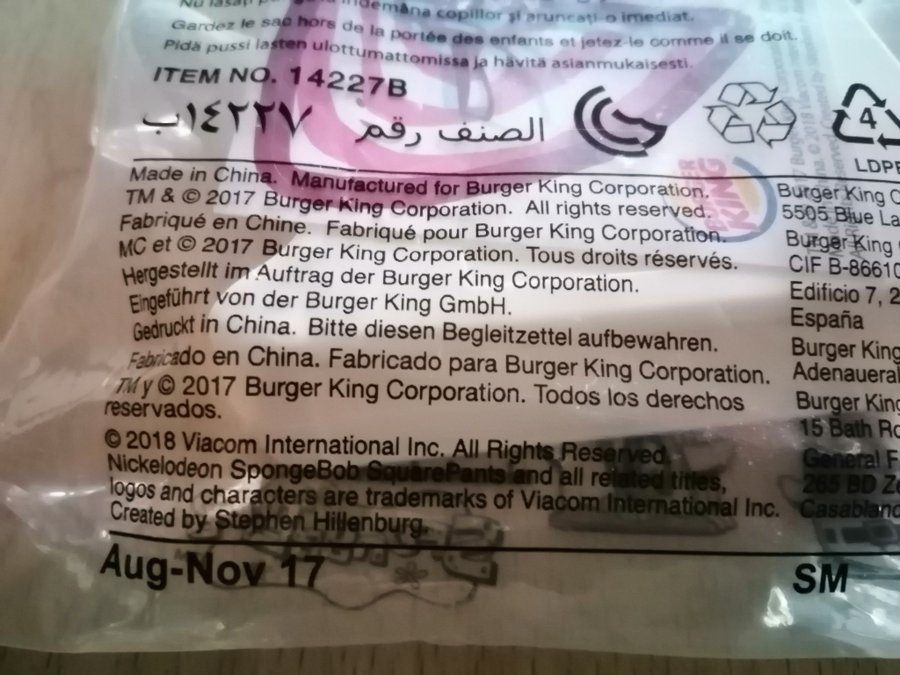 indemâna copiilor și aruncați-o imediat.
Gardez le sac hors de la portée des enfants et jetez-le comme il se doit.
Pidä pussi lasten ulottumattomissa ja hävitä asianmukaisesti.
ITEM NO. 14227B
الصنف رقم ١٤٢٢٧ب
4
LDPE
BURGER KING
Made in China. Manufactured for Burger King Corporation.
TM & © 2017 Burger King Corporation. All rights reserved.
Fabriqué en Chine. Fabriqué pour Burger King Corporation.
MC et © 2017 Burger King Corporation. Tous droits réservés.
Hergestellt im Auftrag der Burger King Corporation.
Eingeführt von der Burger King GmbH.
Gedruckt in China. Bitte diesen Begleitzettel aufbewahren.
Fabricado en China. Fabricado para Burger King Corporation.
TM y © 2017 Burger King Corporation. Todos los derechos
reservados.
© 2018 Viacom International Inc. All Rights Reserved.
Nickelodeon SpongeBob SquarePants and all related titles,
logos and characters are trademarks of Viacom International Inc.
Created by Stephen Hillenburg.
Burger King
5505 Blue
Burger King
CIF B-86610
Edificio 7, 2
España
Burger King
Adenaueral
Burger King
15 Bath
General
265 BD
Casablanc
Aug-Nov 17
SM